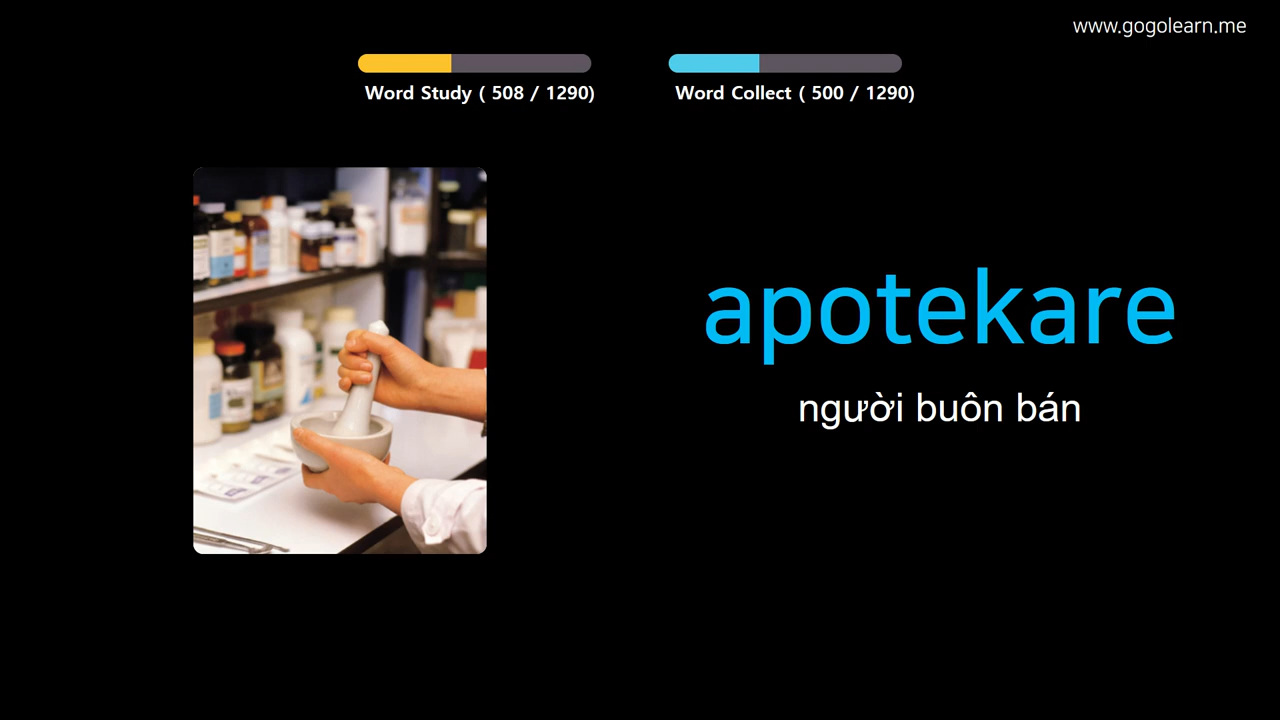 www.gogolearn.me
Word Study ( 508 / 1290)
Word Collect ( 500 / 1290)
apotekare
người buôn bán